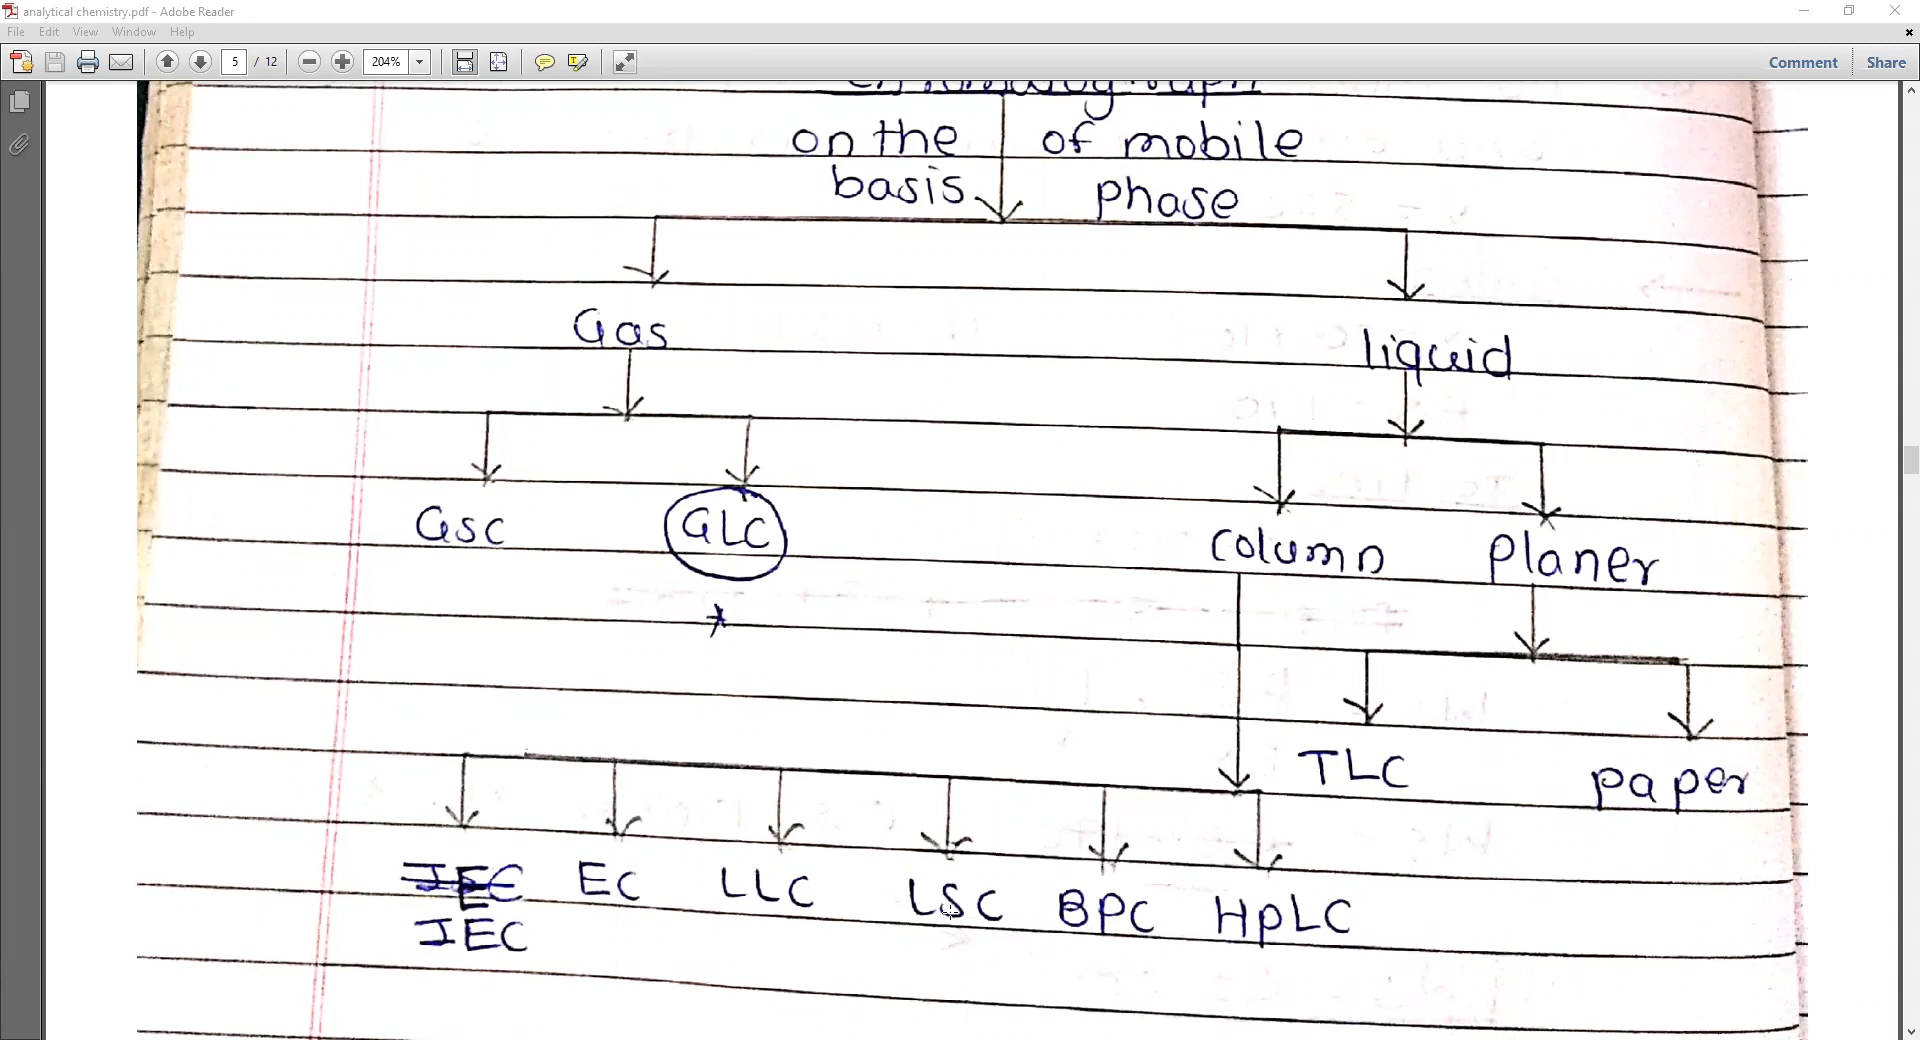 analytical chemistry.pdf - Adobe Reader
File Edit View Window Help
5 / 12 204% Comment Share
on the of mobile
basis phase
Gas liquid
GSC GLC column planer
TLC paper
IEC EC LLC LSC BPC HpLC
IEC